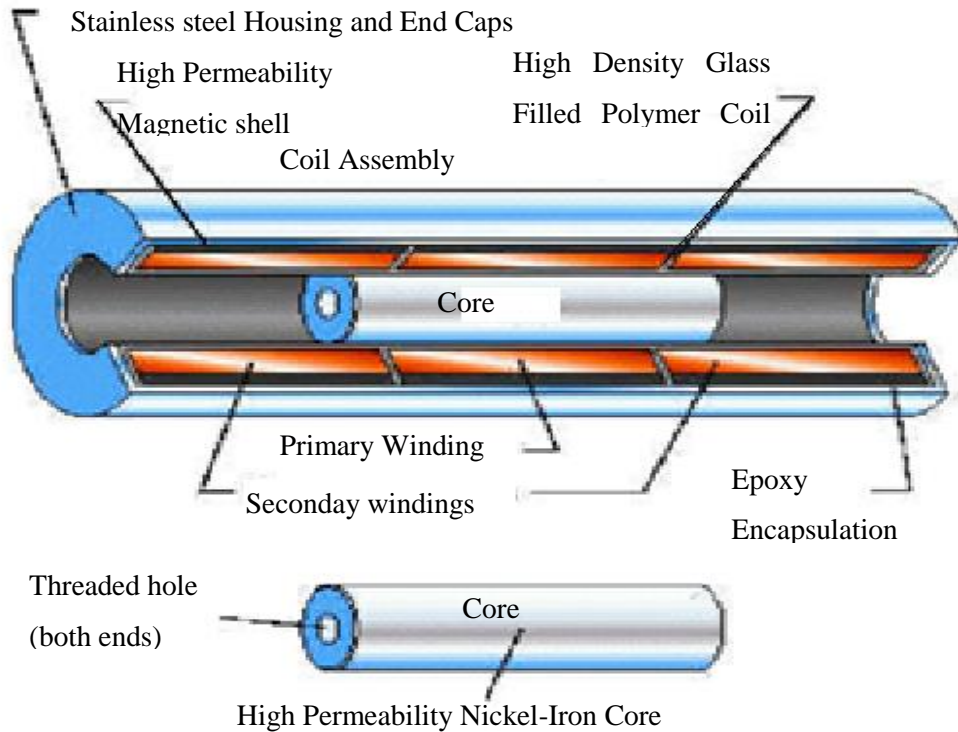 Stainless steel Housing and End Caps
High Permeability
Magnetic shell
High Density Glass
Filled Polymer Coil
Coil Assembly
Core
Primary Winding
Seconday windings
Epoxy
Encapsulation
Threaded hole
(both ends)
Core
High Permeability Nickel-Iron Core